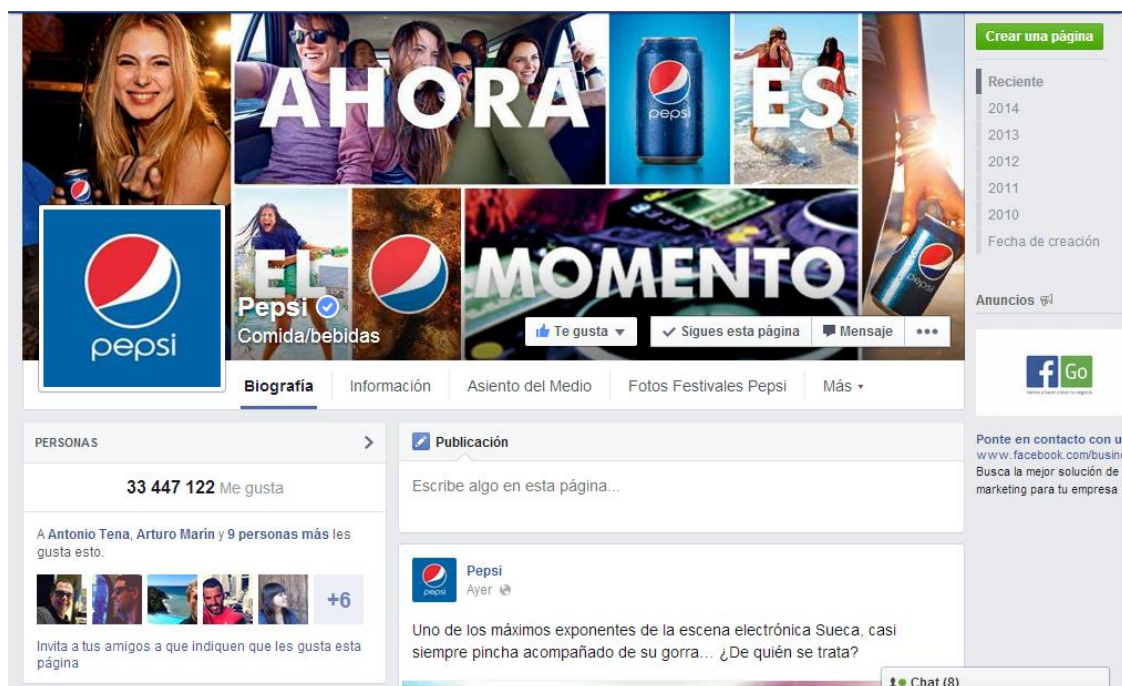 AHORA pepsi ES
EL MOMENTO
pepsi
pepsi
Pepsi
Comida/bebidas
Te gusta
Sigues esta página
Mensaje
Biografía
Información
Asiento del Medio
Fotos Festivales Pepsi
Más
Crear una página
Reciente
2014
2013
2012
2011
2010
Fecha de creación
Anuncios
f Go
Ponte en contacto con u
www.facebook.com/busin
Busca la mejor solución de
marketing para tu empresa
PERSONAS
33 447 122 Me gusta
A Antonio Tena, Arturo Marín y 9 personas más les
gusta esto.
+6
Invita a tus amigos a que indiquen que les gusta esta
página
Publicación
Escribe algo en esta página...
pepsi
Pepsi
Ayer
Uno de los máximos exponentes de la escena electrónica Sueca, casi
siempre pincha acompañado de su gorra... ¿De quién se trata?
Chat (8)